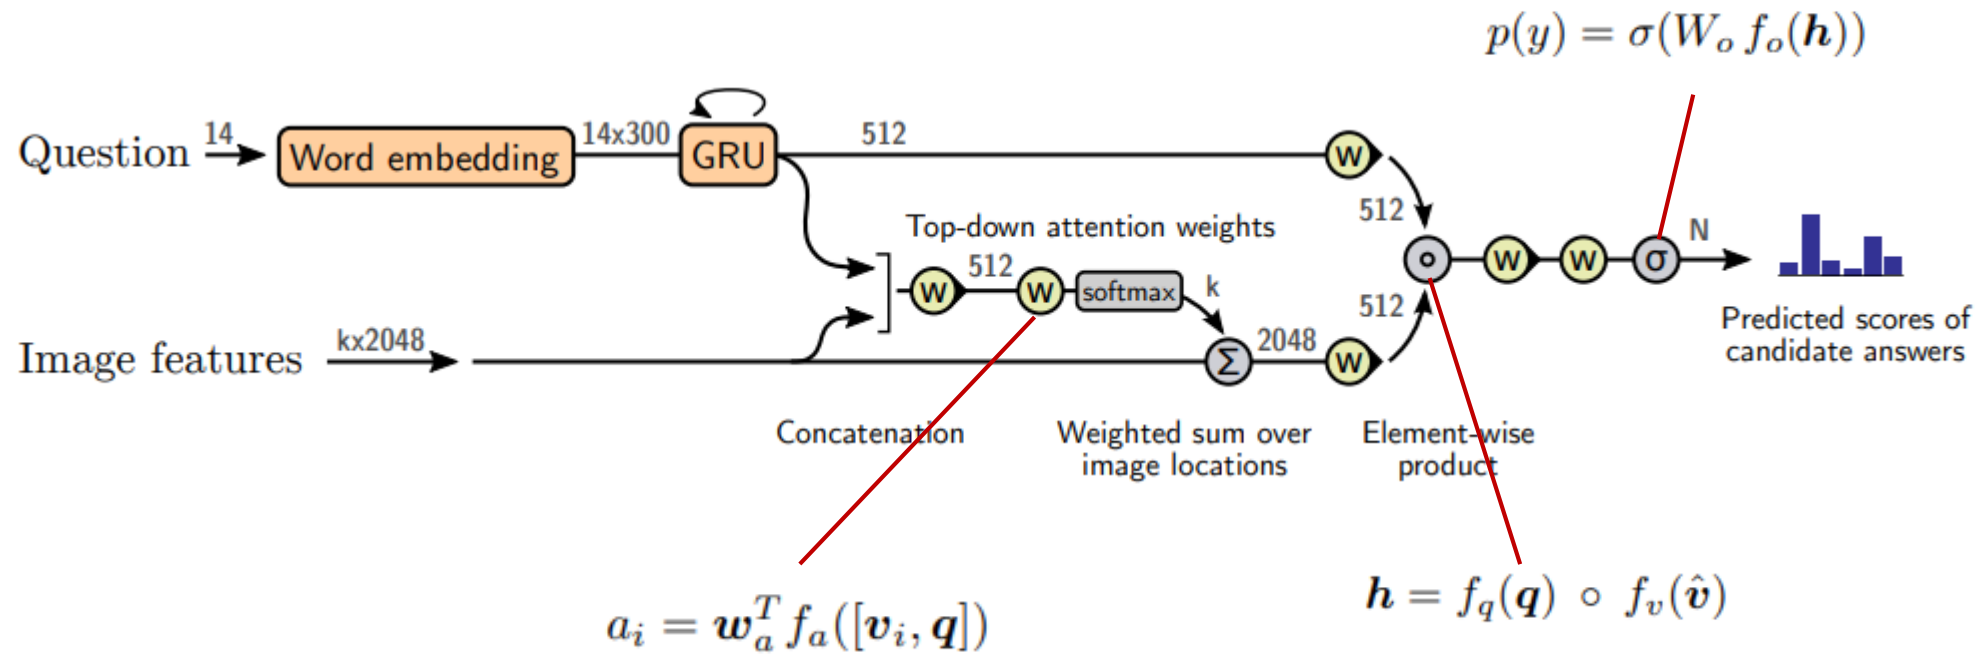 p(y) = σ(W_o f_o(h))
Question 14 Word embedding 14x300 GRU 512 W
512
Top-down attention weights
W 512 W softmax k
∘ W W σ N
512
Image features kx2048 Σ 2048 W
Predicted scores of
candidate answers
Concatenation
Weighted sum over
image locations
Element-wise
product
a_i = w_a^T f_a([v_i, q])
h = f_q(q) ∘ f_v(v̂)